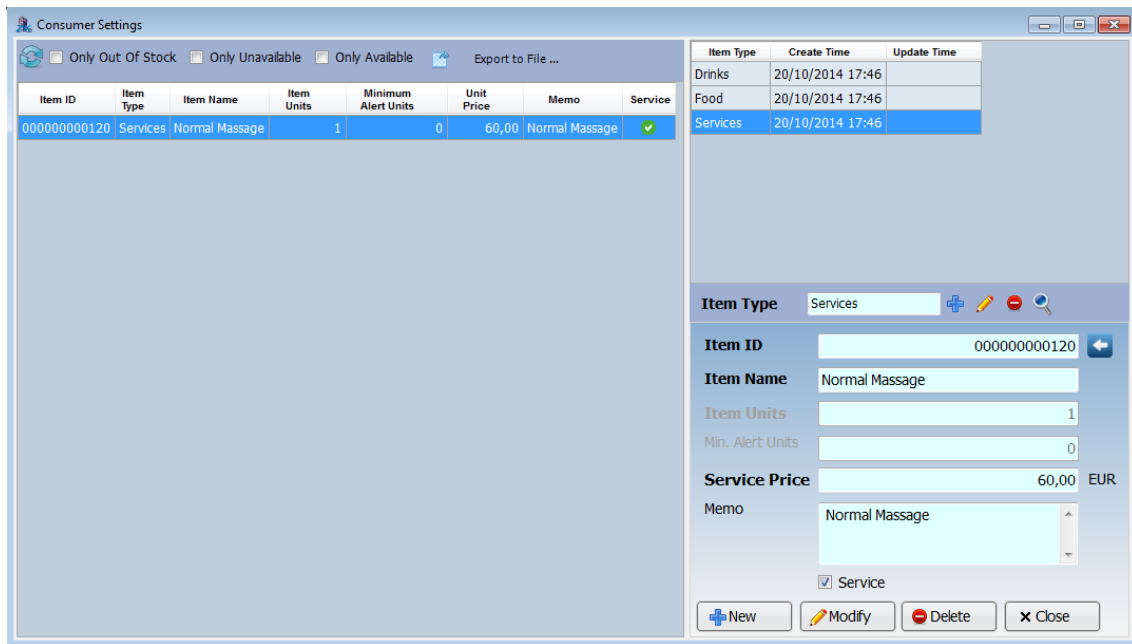 Consumer Settings
Only Out Of Stock Only Unavailable Only Available Export to File ...
Item ID Item Type Item Name Item Units Minimum Alert Units Unit Price Memo Service
000000000120 Services Normal Massage 1 0 60,00 Normal Massage
Item Type Create Time Update Time
Drinks 20/10/2014 17:46
Food 20/10/2014 17:46
Services 20/10/2014 17:46
Item Type Services
Item ID 000000000120
Item Name Normal Massage
Item Units 1
Min. Alert Units 0
Service Price 60,00 EUR
Memo Normal Massage
Service
New Modify Delete Close